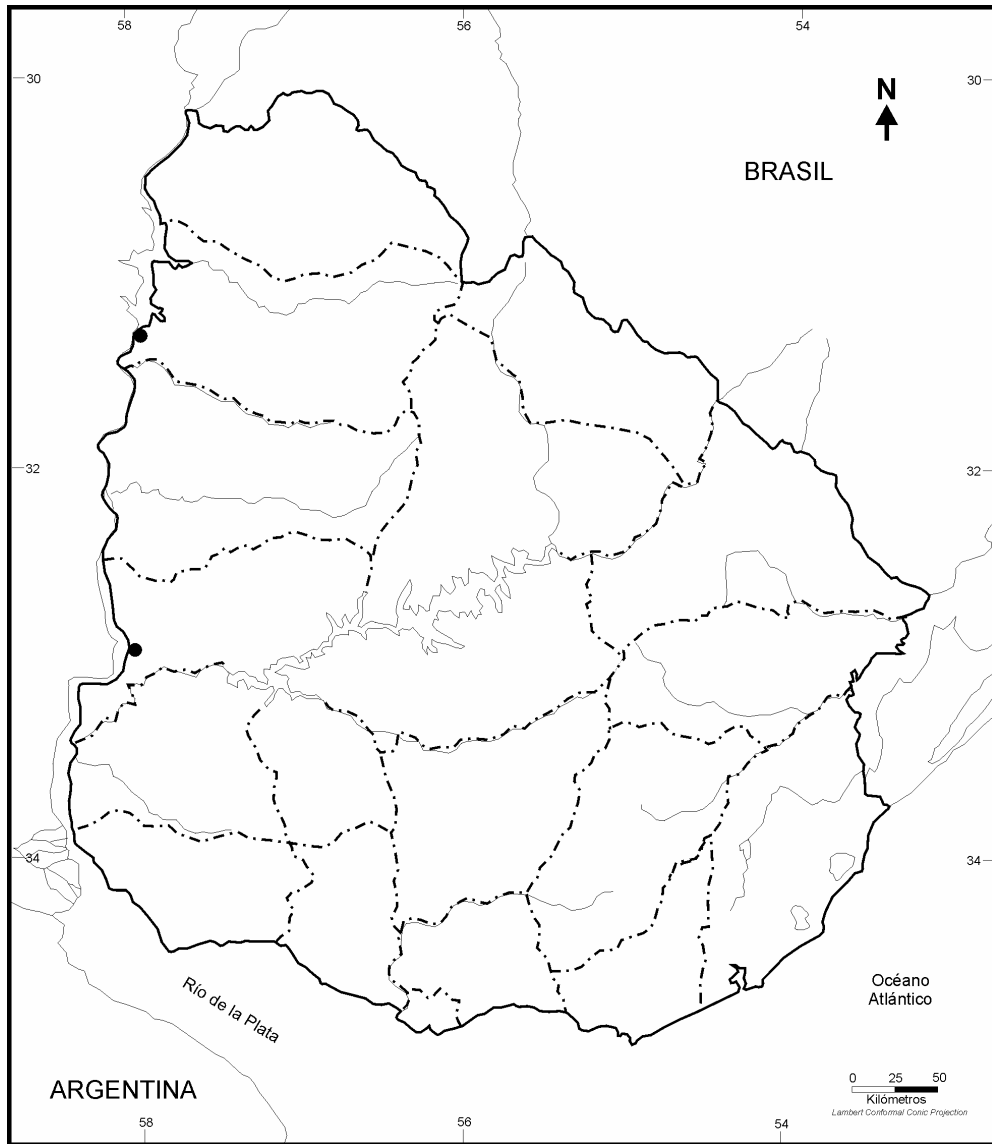 58
56
54
30
30
N
BRASIL
32
32
34
34
Río de la Plata
Océano
Atlántico
ARGENTINA
0 25 50
Kilómetros
Lambert Conformal Conic Projection
58
56
54